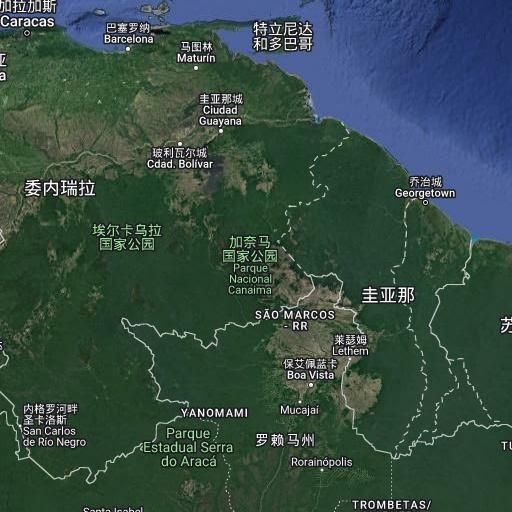 加拉加斯
Caracas
巴塞罗纳
Barcelona
特立尼达
和多巴哥
马图林
Maturín
亚
a
圭亚那城
Ciudad
Guayana
玻利瓦尔城
Cdad. Bolívar
委内瑞拉
乔治城
Georgetown
埃尔卡乌拉
国家公园
加奈马
国家公园
Parque
Nacional
Canaima
圭亚那
SÃO MARCOS
- RR
苏
莱瑟姆
Lethem
保艾佩蓝卡
Boa Vista
内格罗河畔
圣卡洛斯
San Carlos
de Río Negro
YANOMAMI
Mucajaí
Parque
Estadual Serra
do Aracá
罗赖马州
Rorainópolis
TU
Santa Isabel
TROMBETAS/